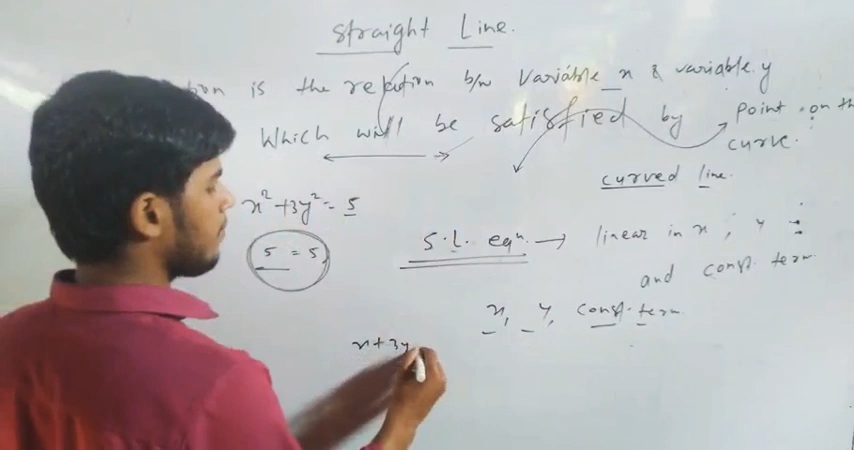 straight Line.
is the relation b/w Variable x & variable y
Which will be satisfied by Point on the
curve.
curved line.
x² + 3y² = 5
5 = 5
S.L. eqⁿ. → linear in x, y
and const. term
x, y, const. term.
x + 3y